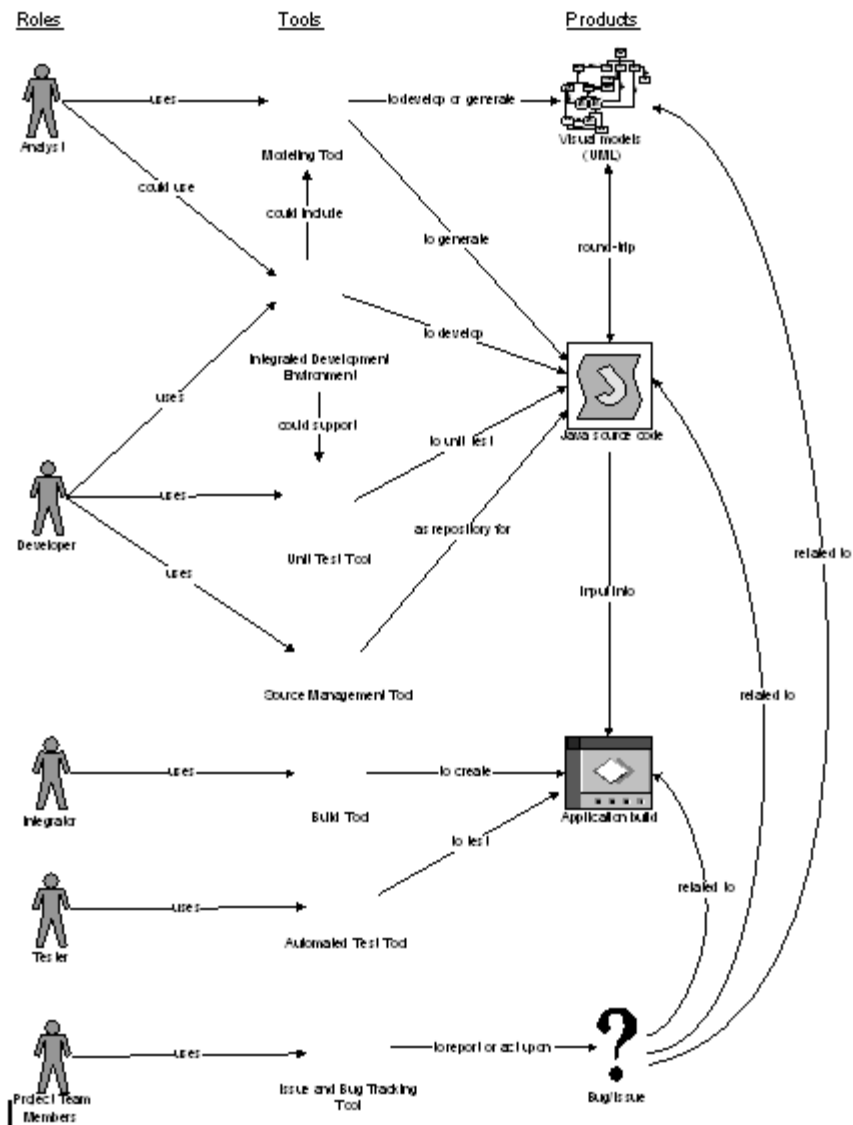 Roles Tools Products
uses
to develop or generate
Analyst
Modeling Tool
Visual models
(UML)
could use
could include
to generate
round-trip
to develop
Integrated Development
Environment
uses
could support
to unit test
Java source code
uses
Developer
as repository for
Unit Test Tool
uses
related to
input into
Source Management Tool
related to
uses
to create
Integrator
Build Tool
Application build
to test
related to
uses
Tester
Automated Test Tool
to report or act upon
uses
Project Team
Members
Issue and Bug Tracking
Tool
Bug/Issue